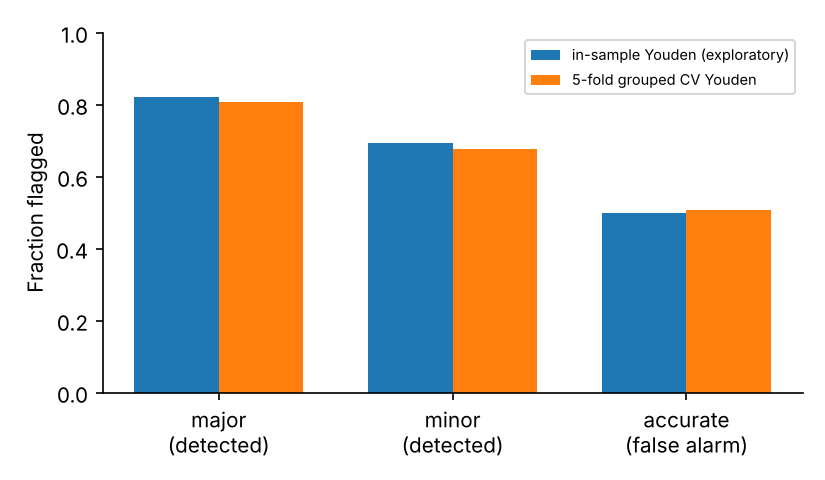 in-sample Youden (exploratory)
5-fold grouped CV Youden
Fraction flagged
1.0
0.8
0.6
0.4
0.2
0.0
major
(detected)
minor
(detected)
accurate
(false alarm)